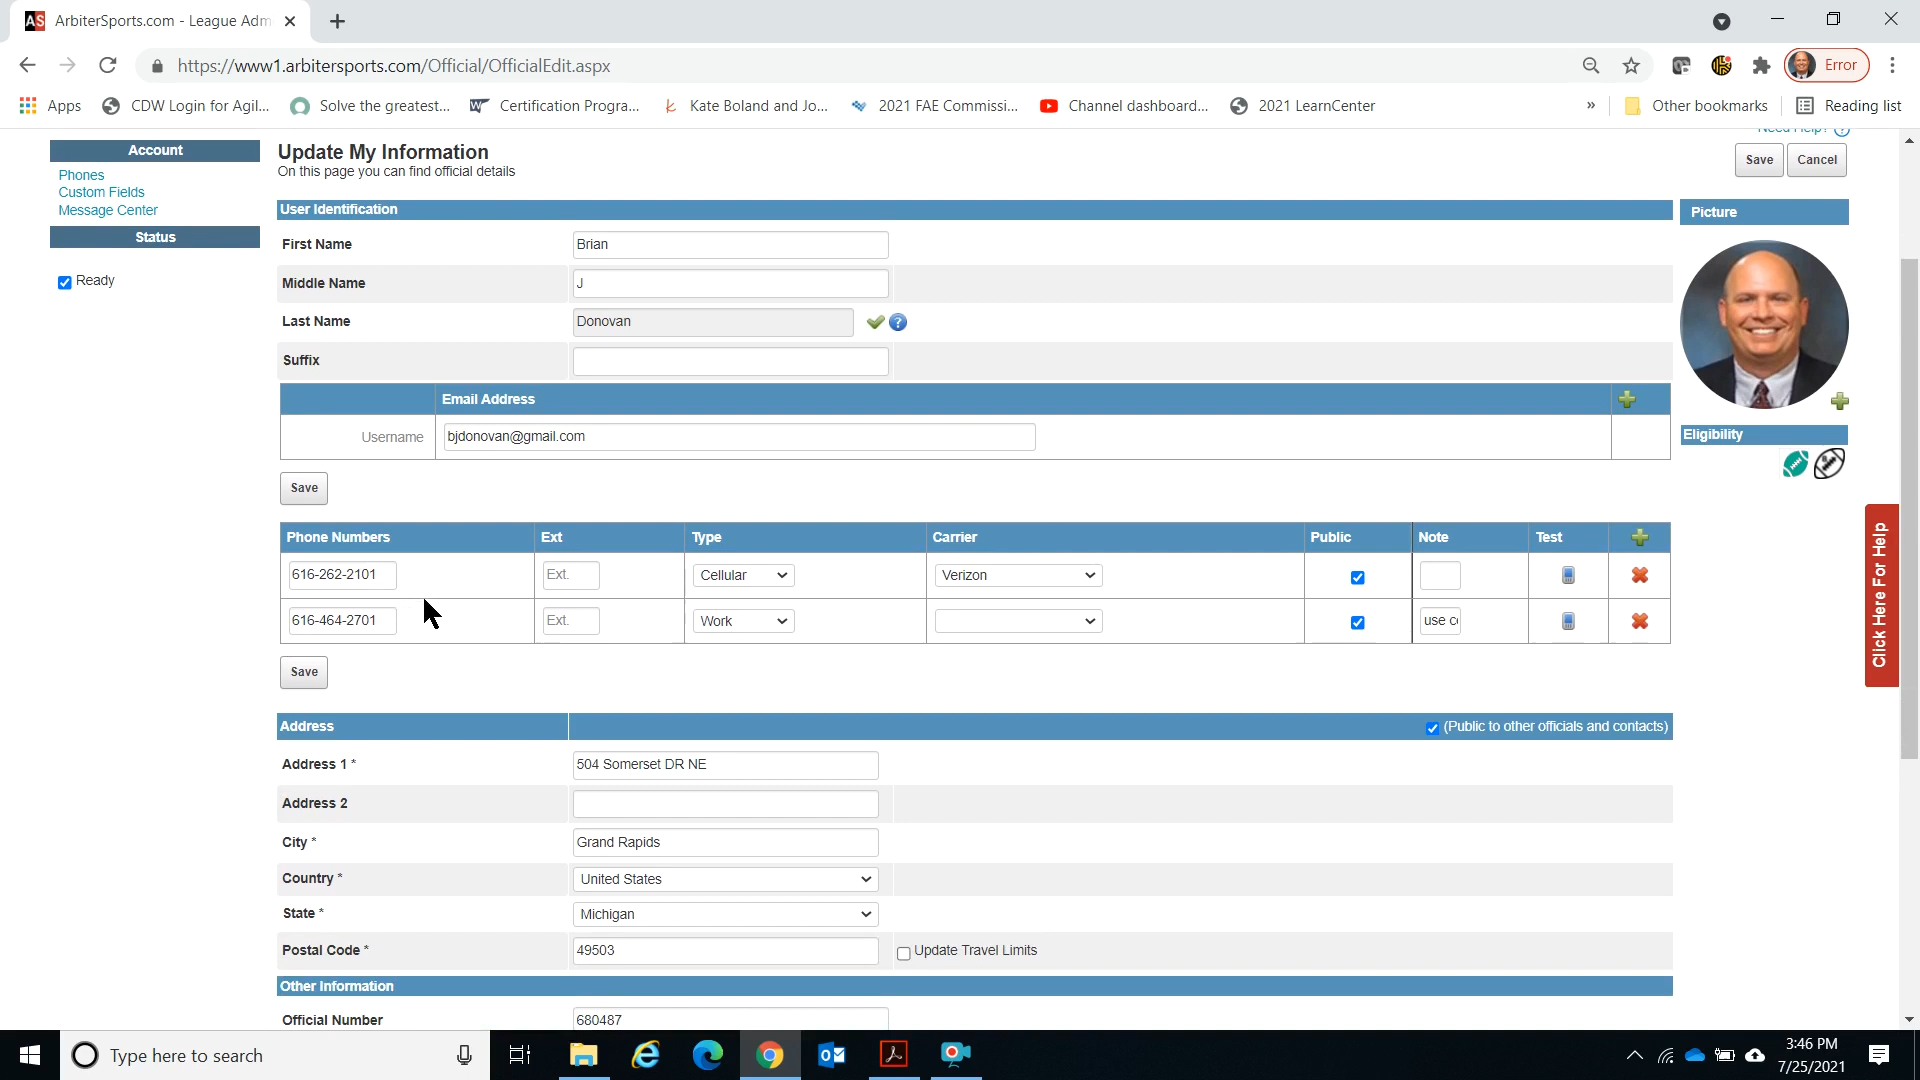 ArbiterSports.com - League Adm
https://www1.arbitersports.com/Official/OfficialEdit.aspx
Error
Apps
CDW Login for Agil...
Solve the greatest...
Certification Progra...
Kate Boland and Jo...
2021 FAE Commissi...
Channel dashboard...
2021 LearnCenter
»
Other bookmarks
Reading list
Need Help?
Account
Phones
Custom Fields
Message Center
Status
Ready
Update My Information
On this page you can find official details
Save Cancel
User Identification
First Name Brian
Middle Name J
Last Name Donovan
Suffix
Email Address
Username bjdonovan@gmail.com
Save
Phone Numbers Ext Type Carrier Public Note Test
616-262-2101 Ext. Cellular Verizon
616-464-2701 Ext. Work use c
Save
Address (Public to other officials and contacts)
Address 1 * 504 Somerset DR NE
Address 2
City * Grand Rapids
Country * United States
State * Michigan
Postal Code * 49503 Update Travel Limits
Other Information
Official Number 680487
Picture
Eligibility
Click Here For Help
Type here to search
3:46 PM
7/25/2021